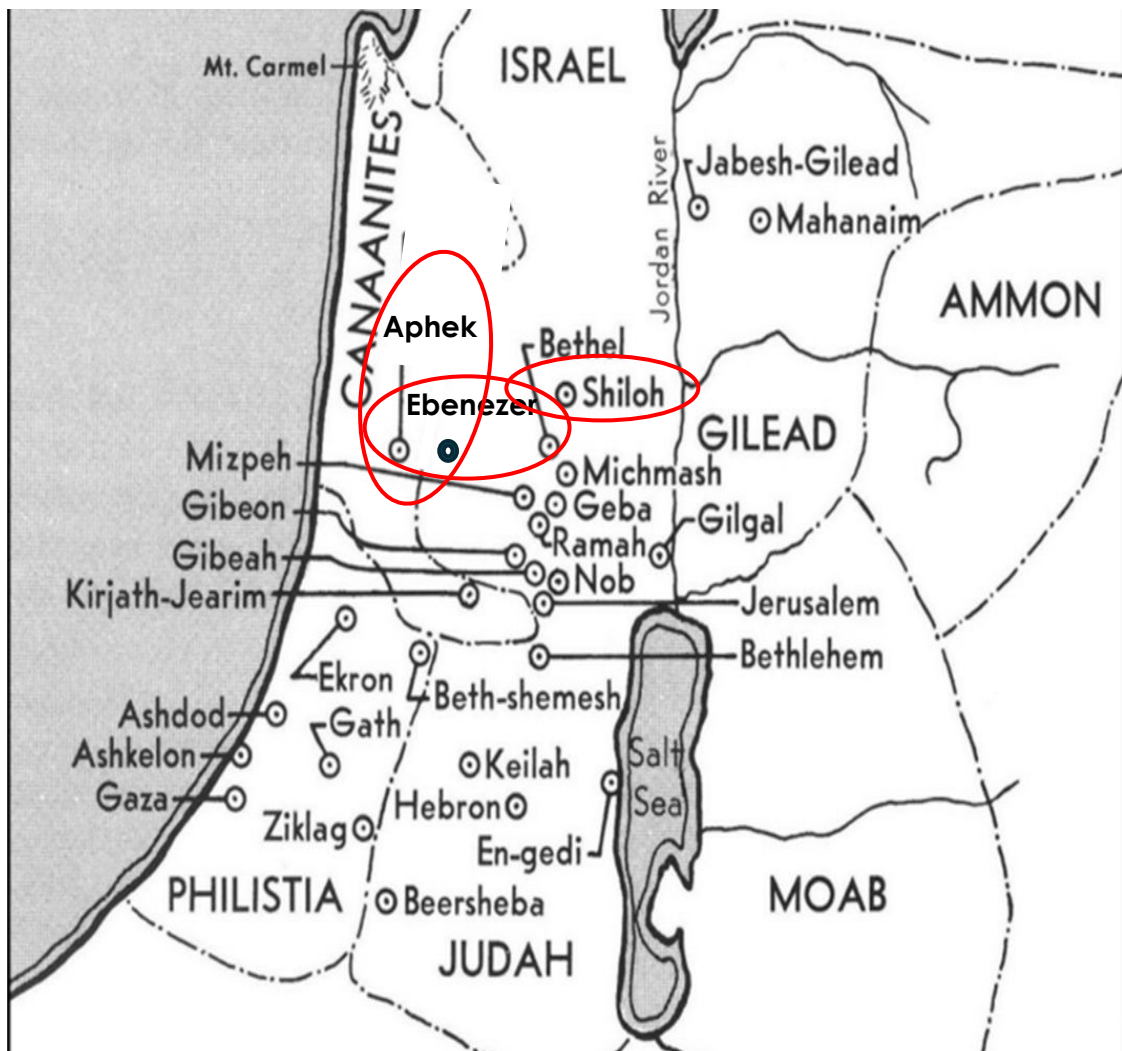 ISRAEL
Mt. Carmel
CANAANITES
Jordan River
Jabesh-Gilead
Mahanaim
AMMON
Aphek
Bethel
Shiloh
Ebenezer
GILEAD
Mizpeh
Michmash
Gibeon
Geba
Gilgal
Ramah
Gibeah
Nob
Kirjath-Jearim
Jerusalem
Bethlehem
Ekron
Beth-shemesh
Ashdod
Gath
Ashkelon
Keilah
Salt
Sea
Gaza
Hebron
Ziklag
En-gedi
PHILISTIA
Beersheba
MOAB
JUDAH